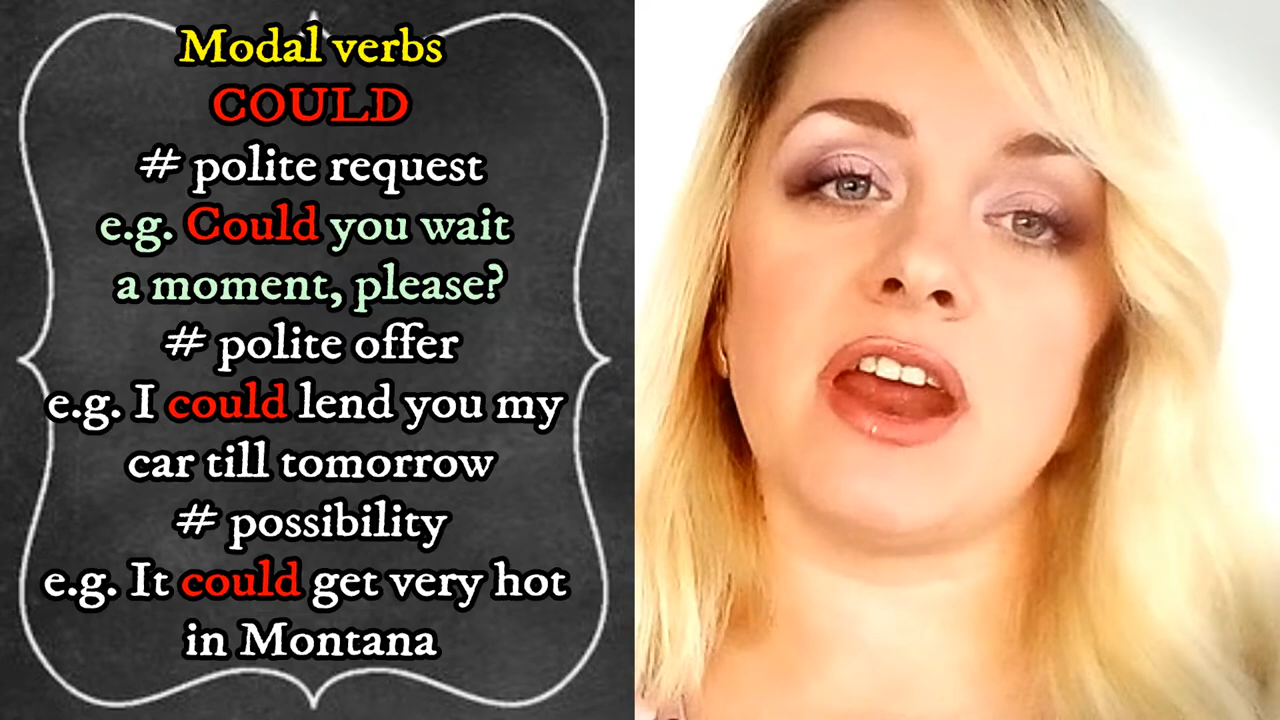 Modal verbs
COULD
# polite request
e.g. Could you wait
a moment, please?
# polite offer
e.g. I could lend you my
car till tomorrow
# possibility
e.g. It could get very hot
in Montana